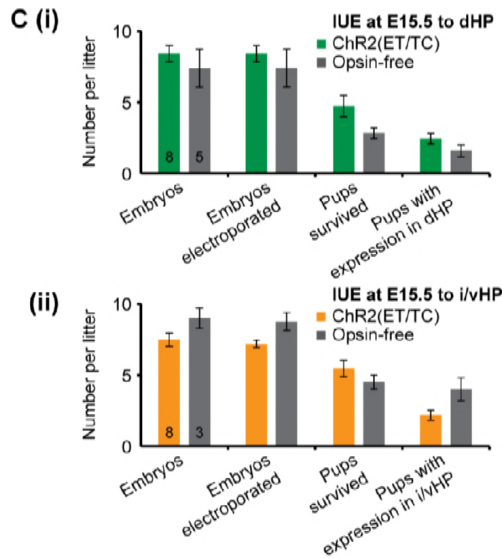 C (i)
IUE at E15.5 to dHP
ChR2(ET/TC)
Opsin-free
Number per litter
10
5
0
8
5
Embryos
Embryos
electroporated
Pups
survived
Pups with
expression in dHP
(ii)
IUE at E15.5 to i/vHP
ChR2(ET/TC)
Opsin-free
Number per litter
10
5
0
8
3
Embryos
Embryos
electroporated
Pups
survived
Pups with
expression in i/vHP